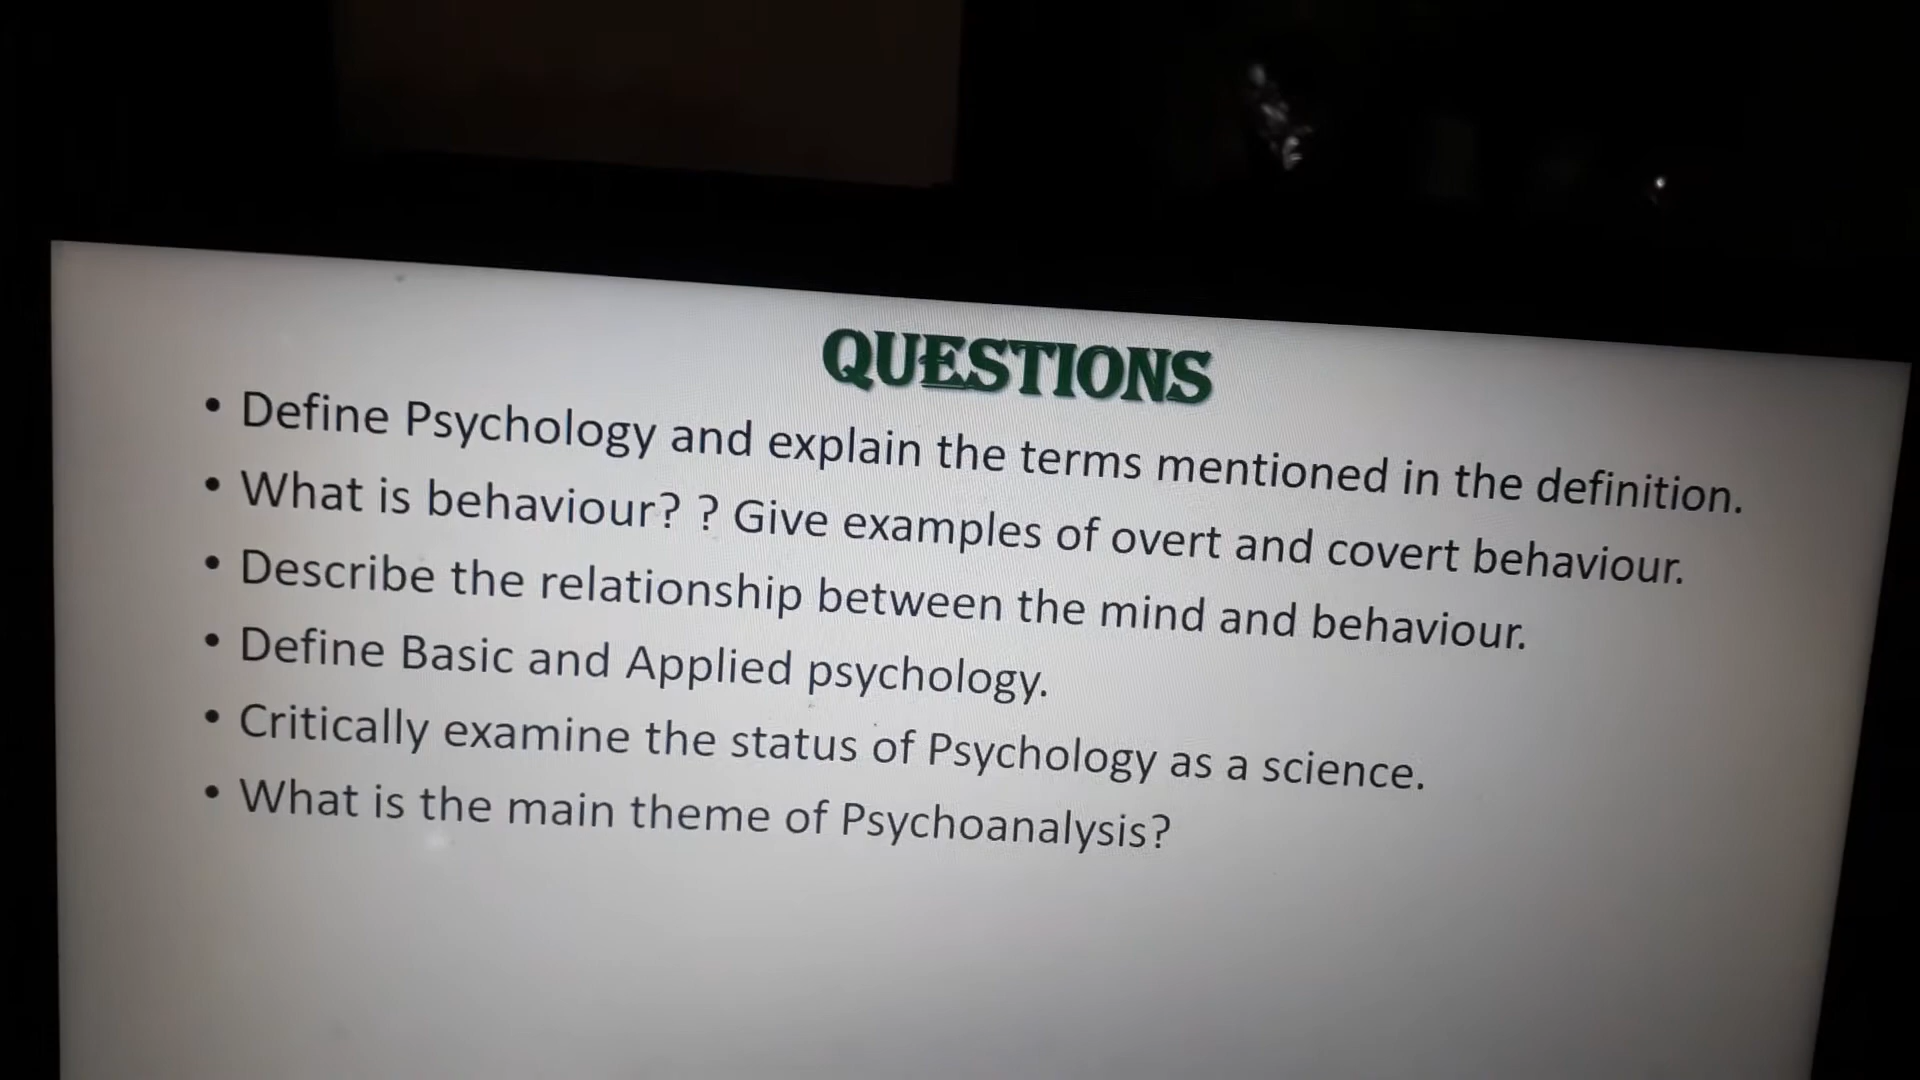 QUESTIONS
• Define Psychology and explain the terms mentioned in the definition.
• What is behaviour? ? Give examples of overt and covert behaviour.
• Describe the relationship between the mind and behaviour.
• Define Basic and Applied psychology.
• Critically examine the status of Psychology as a science.
• What is the main theme of Psychoanalysis?